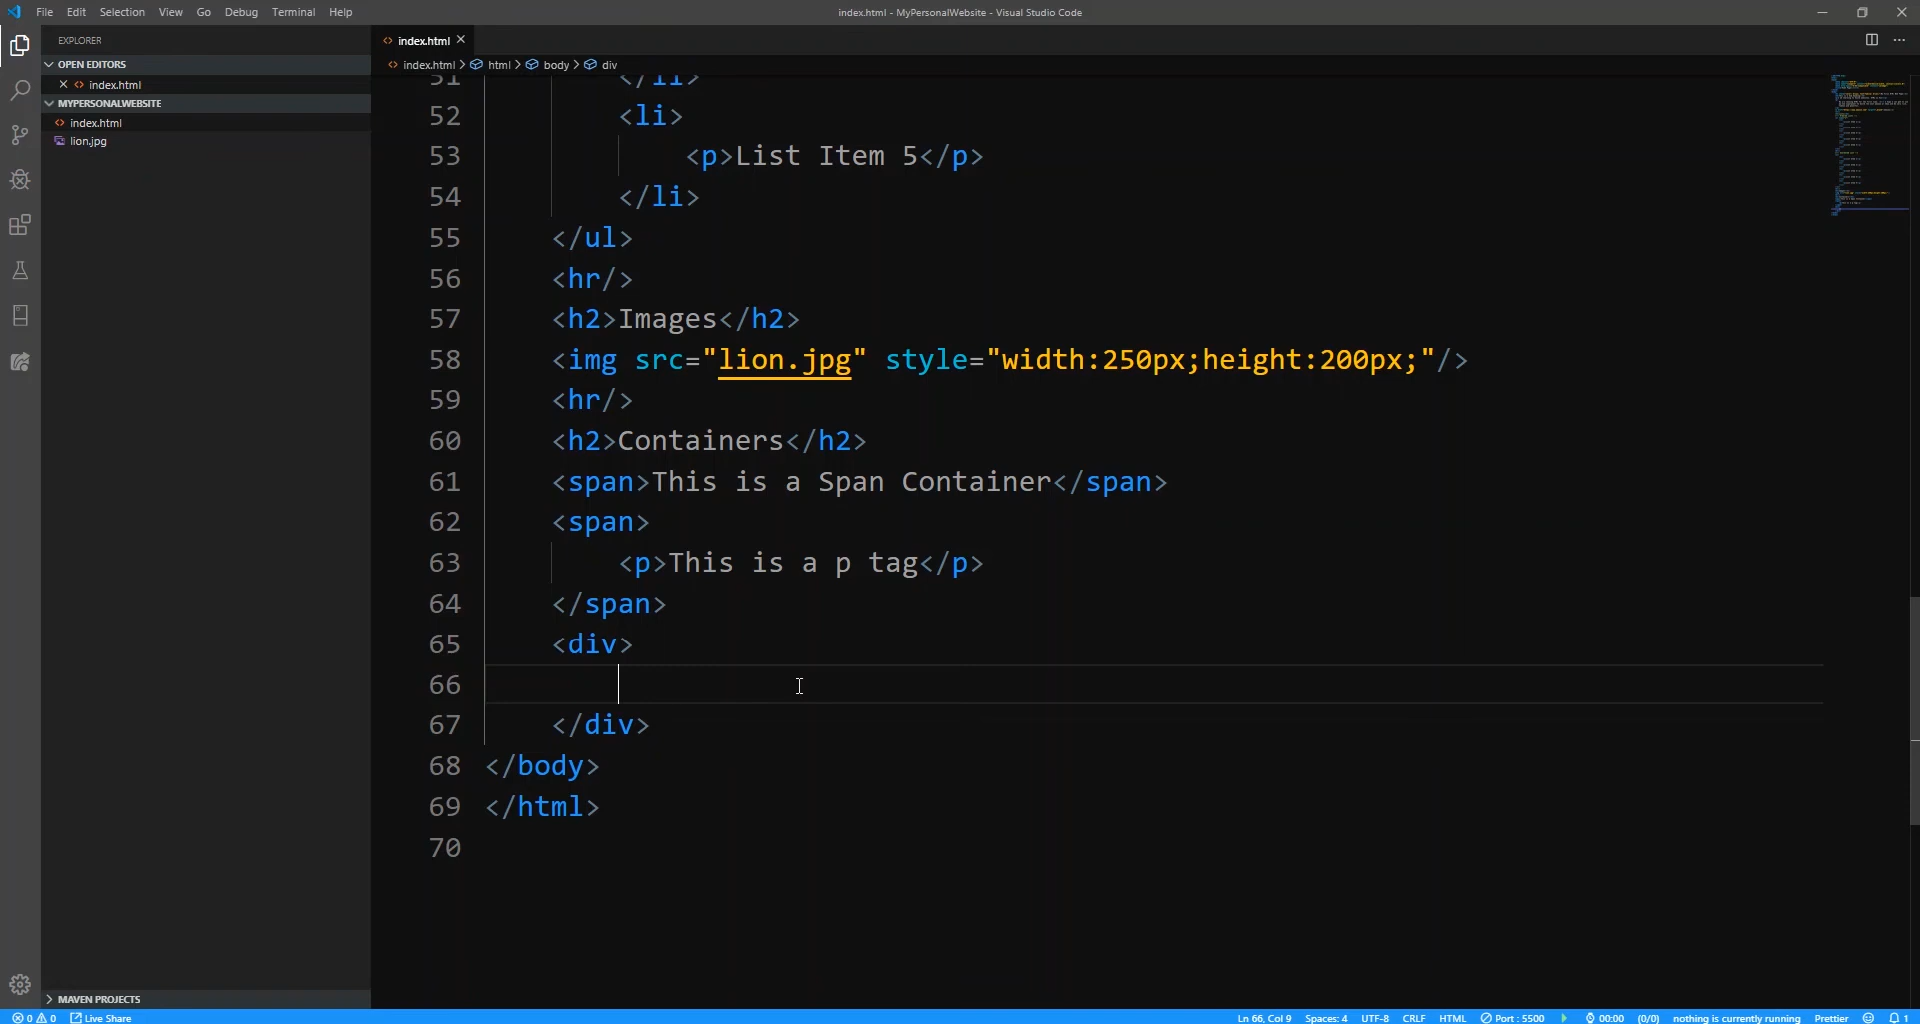 File Edit Selection View Go Debug Terminal Help
index.html - MyPersonalWebsite - Visual Studio Code
EXPLORER
OPEN EDITORS
index.html
MYPERSONALWEBSITE
index.html
lion.jpg
MAVEN PROJECTS
index.html
index.html > html > body > div
51 </li>
52 <li>
53 <p>List Item 5</p>
54 </li>
55 </ul>
56 <hr/>
57 <h2>Images</h2>
58 <img src="lion.jpg" style="width:250px;height:200px;"/>
59 <hr/>
60 <h2>Containers</h2>
61 <span>This is a Span Container</span>
62 <span>
63 <p>This is a p tag</p>
64 </span>
65 <div>
66
67 </div>
68 </body>
69 </html>
70
0 0 Live Share
Ln 66, Col 9 Spaces: 4 UTF-8 CRLF HTML Port : 5500 00:00 (0/0) nothing is currently running Prettier 1